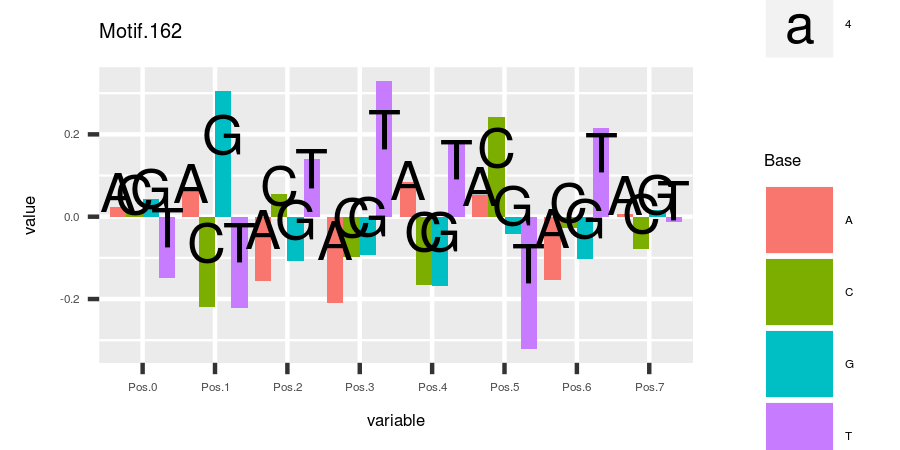 Motif.162
a
4
value
0.2
0.0
-0.2
A C G T A C G T A C G T A C G T A C G T A C G T A C G T A C G T
Pos.0 Pos.1 Pos.2 Pos.3 Pos.4 Pos.5 Pos.6 Pos.7
variable
Base
A
C
G
T